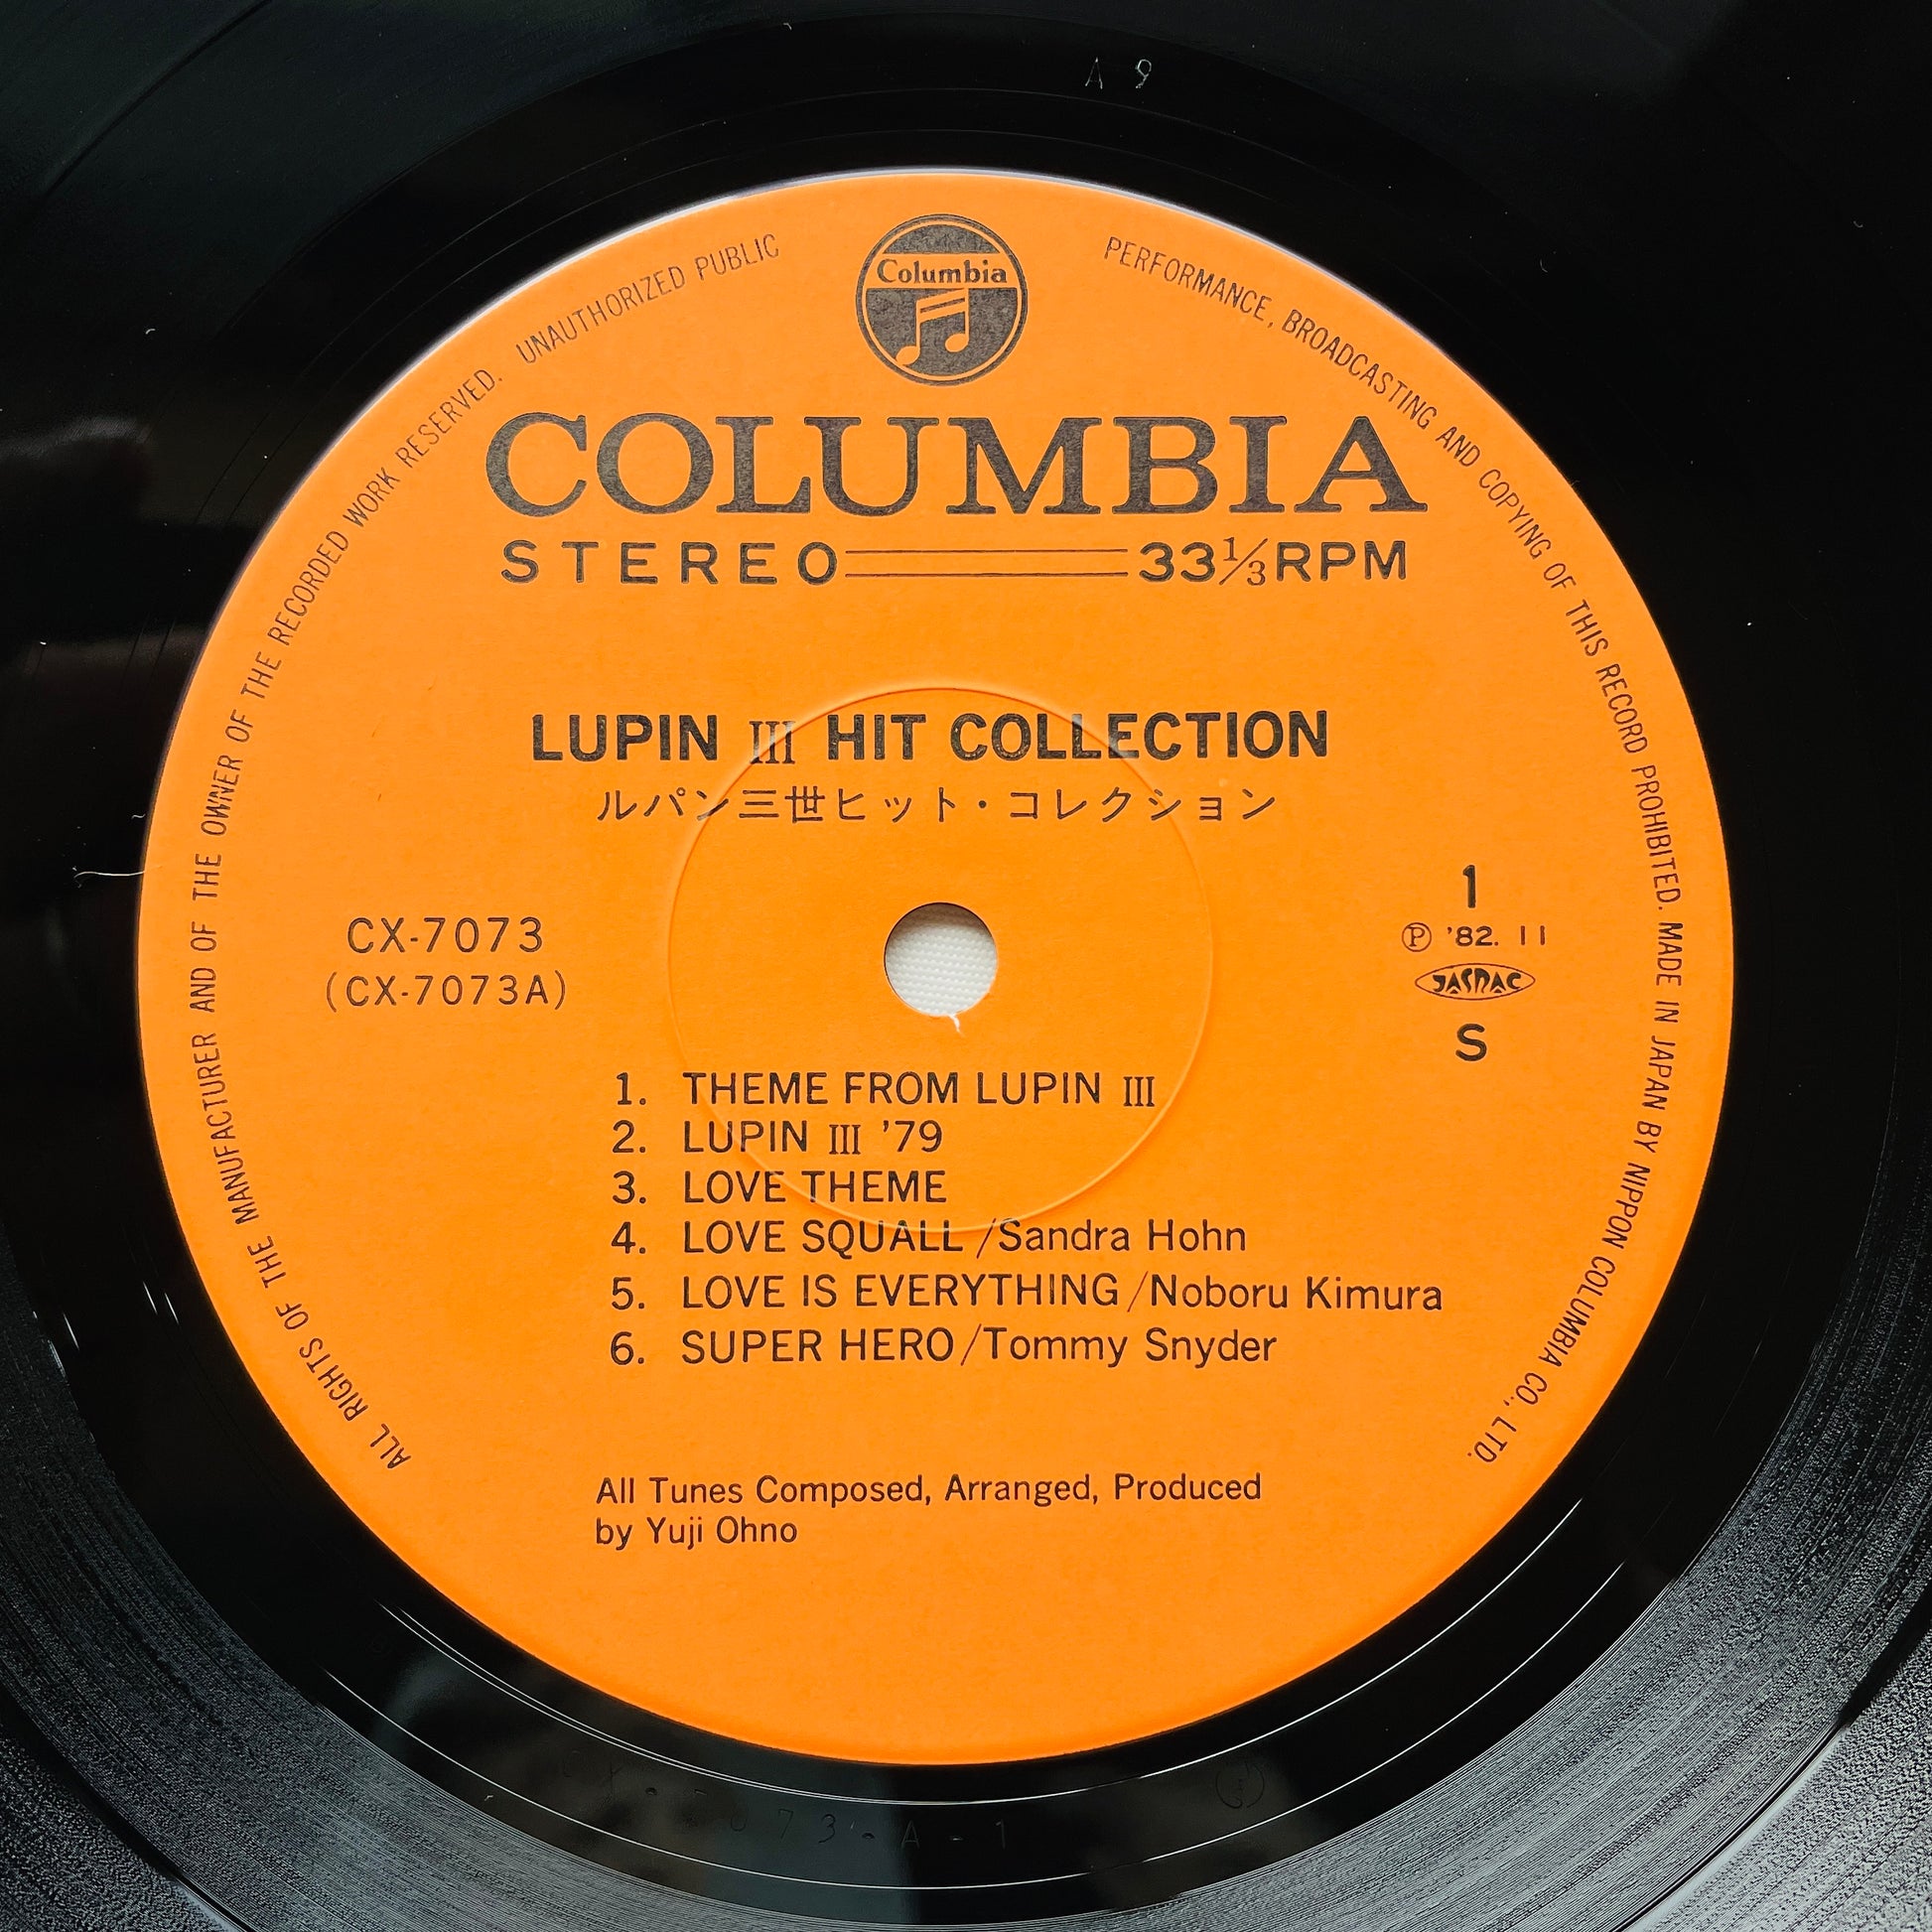 A 9
ALL RIGHTS OF THE MANUFACTURER AND OF THE OWNER OF THE RECORDED WORK RESERVED. UNAUTHORIZED PUBLIC PERFORMANCE, BROADCASTING AND COPYING OF THIS RECORD PROHIBITED. MADE IN JAPAN BY NIPPON COLUMBIA CO., LTD.
Columbia
COLUMBIA
STEREO 33⅓RPM
LUPIN III HIT COLLECTION
ルパン三世ヒット・コレクション
CX-7073
(CX-7073A)
1
Ⓟ '82. 11
JASRAC
S
1. THEME FROM LUPIN III
2. LUPIN III '79
3. LOVE THEME
4. LOVE SQUALL/Sandra Hohn
5. LOVE IS EVERYTHING/Noboru Kimura
6. SUPER HERO/Tommy Snyder
All Tunes Composed, Arranged, Produced
by Yuji Ohno
CX-7073-A-1